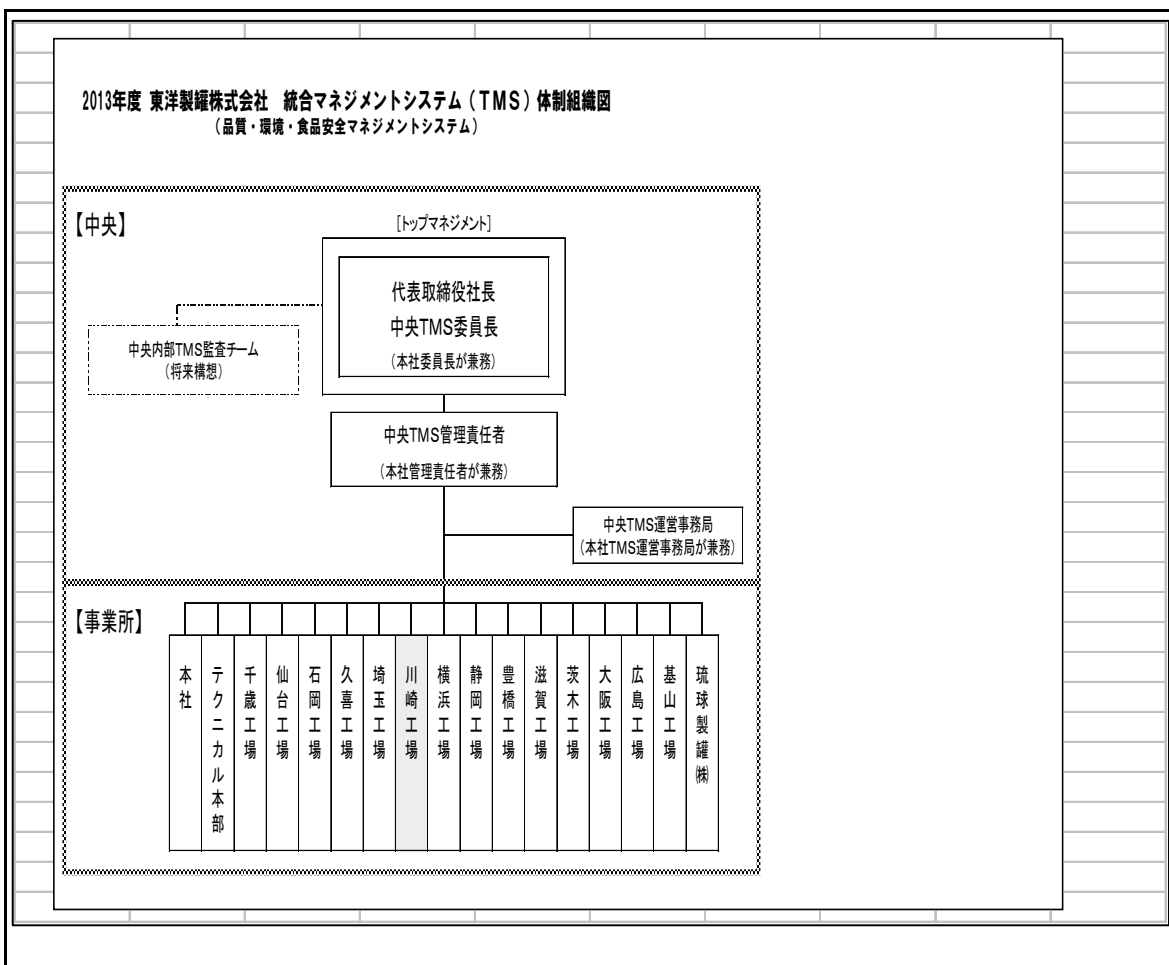 2013年度 東洋製罐株式会社 統合マネジメントシステム（TMS）体制組織図
（品質・環境・食品安全マネジメントシステム）
【中央】
[トップマネジメント]
代表取締役社長
中央TMS委員長
（本社委員長が兼務）
中央内部TMS監査チーム
（将来構想）
中央TMS管理責任者
（本社管理責任者が兼務）
中央TMS運営事務局
（本社TMS運営事務局が兼務）
【事業所】
本社
テクニカル本部
千歳工場
仙台工場
石岡工場
久喜工場
埼玉工場
川崎工場
横浜工場
静岡工場
豊橋工場
滋賀工場
茨木工場
大阪工場
広島工場
基山工場
琉球製罐㈱